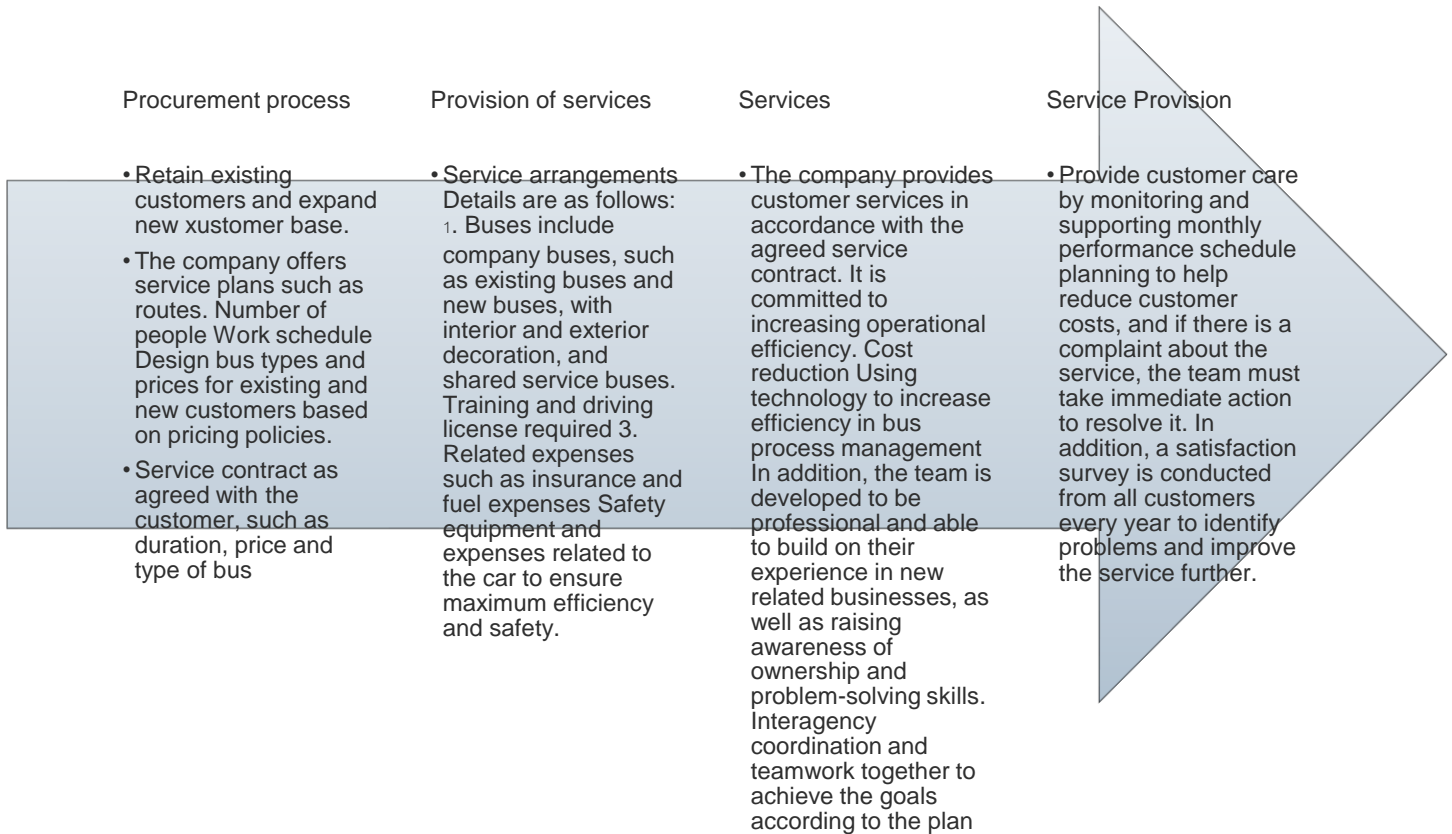 Procurement process
• Retain existing
customers and expand
new xustomer base.
• The company offers
service plans such as
routes. Number of
people Work schedule
Design bus types and
prices for existing and
new customers based
on pricing policies.
• Service contract as
agreed with the
customer, such as
duration, price and
type of bus
Provision of services
• Service arrangements
Details are as follows:
1. Buses include
company buses, such
as existing buses and
new buses, with
interior and exterior
decoration, and
shared service buses.
Training and driving
license required 3.
Related expenses
such as insurance and
fuel expenses Safety
equipment and
expenses related to
the car to ensure
maximum efficiency
and safety.
Services
• The company provides
customer services in
accordance with the
agreed service
contract. It is
committed to
increasing operational
efficiency. Cost
reduction Using
technology to increase
efficiency in bus
process management
In addition, the team is
developed to be
professional and able
to build on their
experience in new
related businesses, as
well as raising
awareness of
ownership and
problem-solving skills.
Interagency
coordination and
teamwork together to
achieve the goals
according to the plan
Service Provision
• Provide customer care
by monitoring and
supporting monthly
performance schedule
planning to help
reduce customer
costs, and if there is a
complaint about the
service, the team must
take immediate action
to resolve it. In
addition, a satisfaction
survey is conducted
from all customers
every year to identify
problems and improve
the service further.